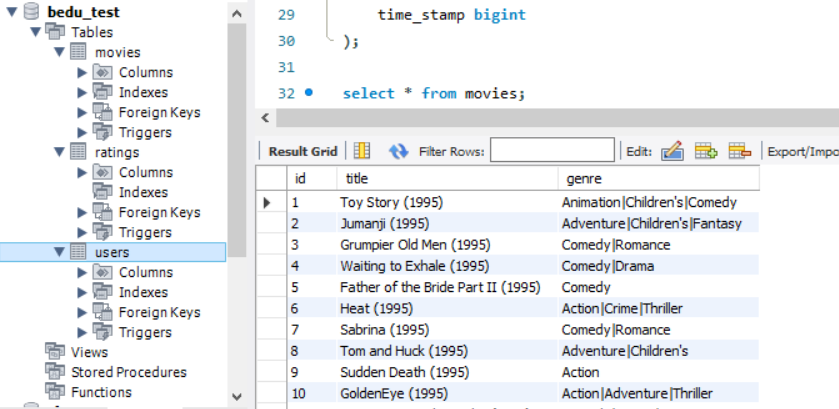 bedu_test
Tables
movies
Columns
Indexes
Foreign Keys
Triggers
ratings
Columns
Indexes
Foreign Keys
Triggers
users
Columns
Indexes
Foreign Keys
Triggers
Views
Stored Procedures
Functions
29 time_stamp bigint
30 );
31
32 select * from movies;
Result Grid Filter Rows: Edit: Export/Impo
id title genre
1 Toy Story (1995) Animation|Children's|Comedy
2 Jumanji (1995) Adventure|Children's|Fantasy
3 Grumpier Old Men (1995) Comedy|Romance
4 Waiting to Exhale (1995) Comedy|Drama
5 Father of the Bride Part II (1995) Comedy
6 Heat (1995) Action|Crime|Thriller
7 Sabrina (1995) Comedy|Romance
8 Tom and Huck (1995) Adventure|Children's
9 Sudden Death (1995) Action
10 GoldenEye (1995) Action|Adventure|Thriller